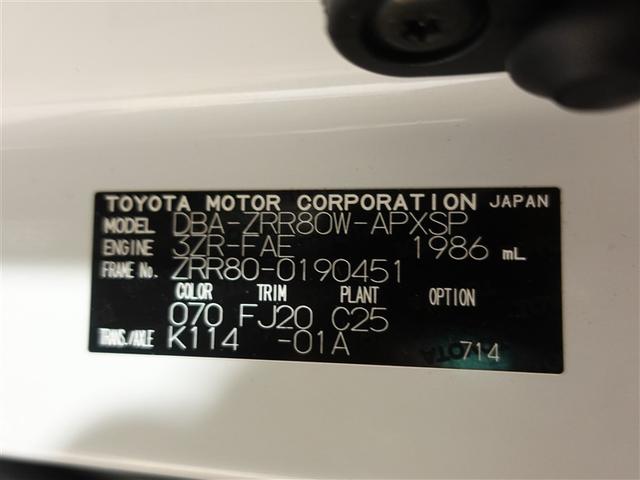 TOYOTA MOTOR CORPORATION JAPAN
MODEL DBA-ZRR80W-APXSP
ENGINE 3ZR-FAE 1986 mL
FRAME No. ZRR80-0190451
COLOR TRIM PLANT OPTION
070 FJ20 C25
TRANS./AXLE K114 -01A 714